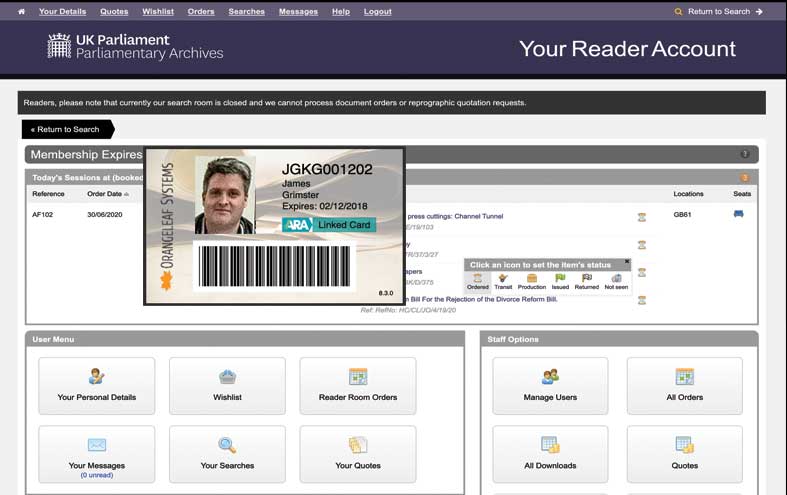 Your Details Quotes Wishlist Orders Searches Messages Help Logout Return to Search
UK Parliament
Parliamentary Archives
Your Reader Account
Readers, please note that currently our search room is closed and we cannot process document orders or reprographic quotation requests.
« Return to Search
Membership Expires
?
Today's Sessions at (booked
3
Reference Order Date Locations Seats
AF102 30/06/2020 GB61
press cuttings: Channel Tunnel
E/19/103
TR/37/3/27
apers
BK/D/375
Bill For the Rejection of the Divorce Reform Bill.
Ref: RefNo: HC/CL/JO/4/19/20
ORANGELEAF SYSTEMS
JGKG001202
James
Grimster
Expires: 02/12/2018
ARA Linked Card
8.3.0
Click an icon to set the item's status
Ordered Transit Production Issued Returned Not seen
User Menu
Your Personal Details Wishlist Reader Room Orders
Your Messages Your Searches Your Quotes
(0 unread)
Staff Options
Manage Users All Orders
All Downloads Quotes